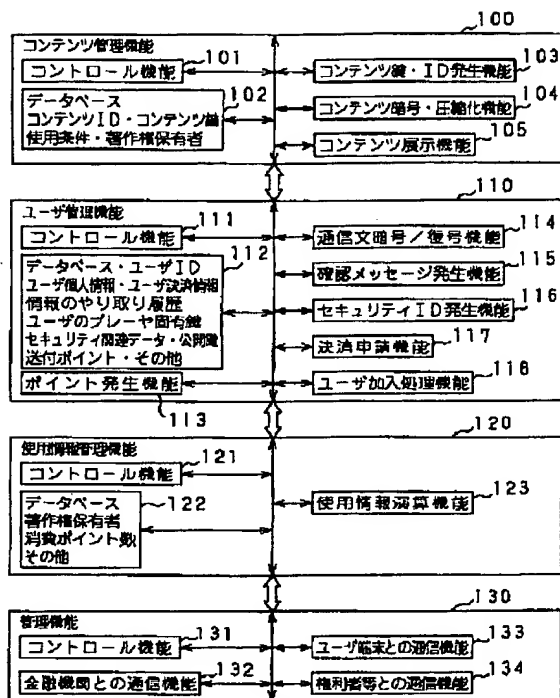 100
コンテンツ管理機能
101
コントロール機能
103
コンテンツ鍵・ID発生機能
102
データベース
コンテンツID・コンテンツ鍵
使用条件・著作権保有者
104
コンテンツ暗号・圧縮化機能
105
コンテンツ展示機能
110
ユーザ管理機能
111
コントロール機能
114
通信文暗号/復号機能
112
データベース・ユーザID
ユーザ個人情報・ユーザ決済情報
情報のやり取り履歴
ユーザのプレーヤ固有鍵
セキュリティ関連データ・公開鍵
送付ポイント・その他
115
確認メッセージ発生機能
116
セキュリティID発生機能
117
決済申請機能
ポイント発生機能
113
118
ユーザ加入処理機能
120
使用情報管理機能
121
コントロール機能
122
データベース
著作権保有者
消費ポイント数
その他
123
使用情報演算機能
130
管理機能
131
コントロール機能
133
ユーザ端末との通信機能
132
金融機関との通信機能
134
権利者等との通信機能